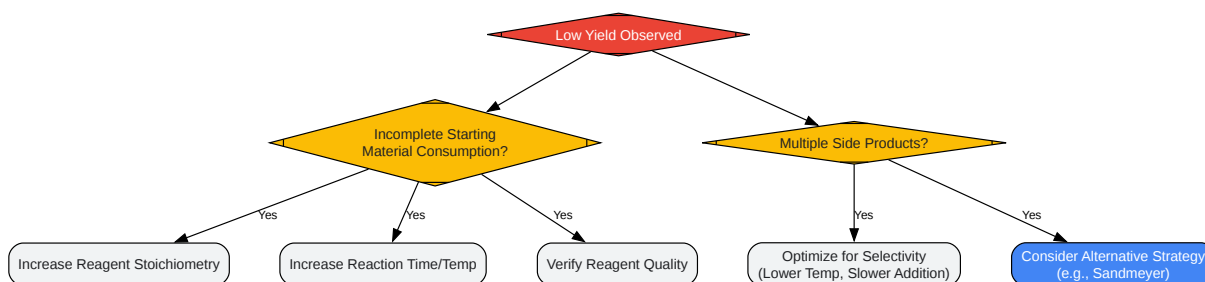 Low Yield Observed
Incomplete Starting
Material Consumption?
Multiple Side Products?
Yes
Yes
Yes
Yes
Yes
Increase Reagent Stoichiometry
Increase Reaction Time/Temp
Verify Reagent Quality
Optimize for Selectivity
(Lower Temp, Slower Addition)
Consider Alternative Strategy
(e.g., Sandmeyer)